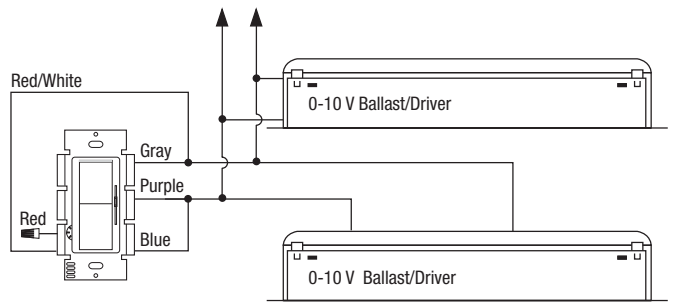 Red/White
0-10 V Ballast/Driver
Gray
Purple
Red
Blue
0-10 V Ballast/Driver